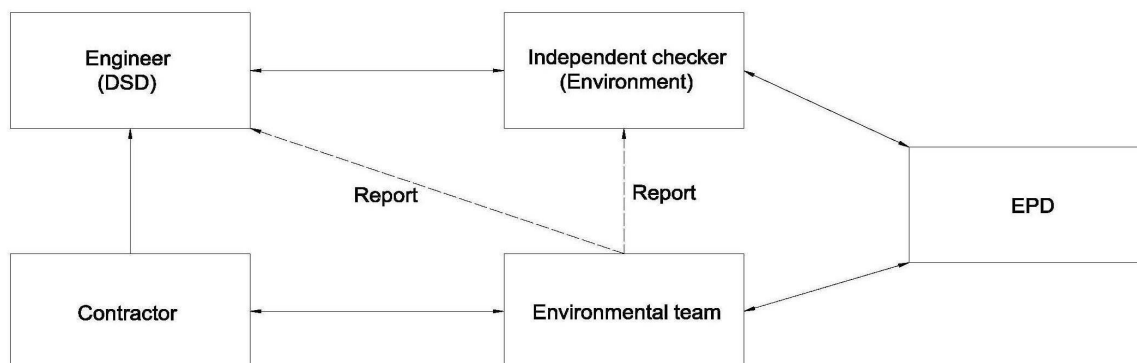 Engineer
(DSD)
Independent checker
(Environment)
Report
Report
EPD
Contractor
Environmental team